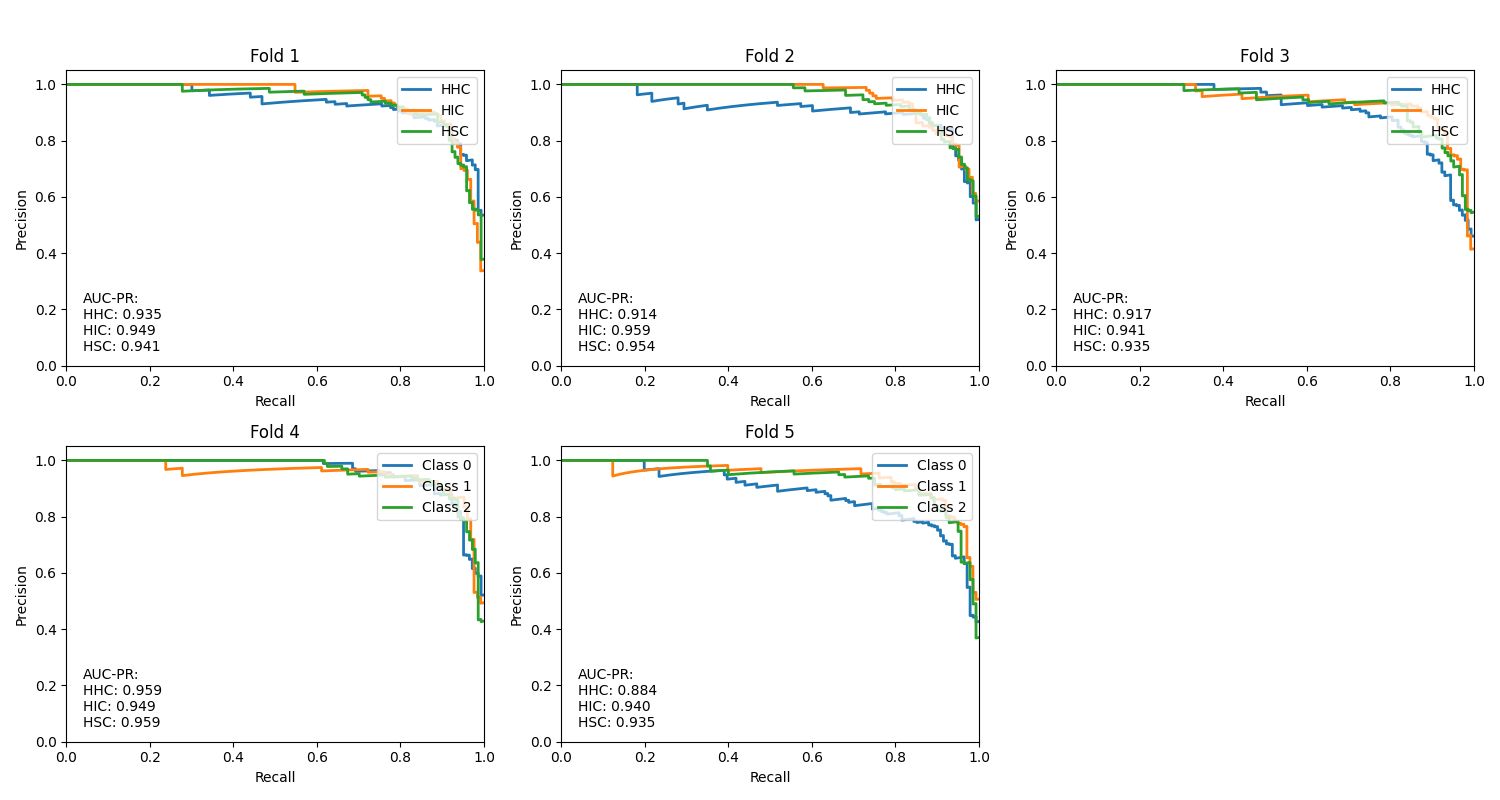 Fold 1
1.0
0.8
0.6
0.4
0.2
0.0
Precision
HHC
HIC
HSC
AUC-PR:
HHC: 0.935
HIC: 0.949
HSC: 0.941
0.0 0.2 0.4 0.6 0.8 1.0
Recall
Fold 2
1.0
0.8
0.6
0.4
0.2
0.0
Precision
HHC
HIC
HSC
AUC-PR:
HHC: 0.914
HIC: 0.959
HSC: 0.954
0.0 0.2 0.4 0.6 0.8 1.0
Recall
Fold 3
1.0
0.8
0.6
0.4
0.2
0.0
Precision
HHC
HIC
HSC
AUC-PR:
HHC: 0.917
HIC: 0.941
HSC: 0.935
0.0 0.2 0.4 0.6 0.8 1.0
Recall
Fold 4
1.0
0.8
0.6
0.4
0.2
0.0
Precision
Class 0
Class 1
Class 2
AUC-PR:
HHC: 0.959
HIC: 0.949
HSC: 0.959
0.0 0.2 0.4 0.6 0.8 1.0
Recall
Fold 5
1.0
0.8
0.6
0.4
0.2
0.0
Precision
Class 0
Class 1
Class 2
AUC-PR:
HHC: 0.884
HIC: 0.940
HSC: 0.935
0.0 0.2 0.4 0.6 0.8 1.0
Recall